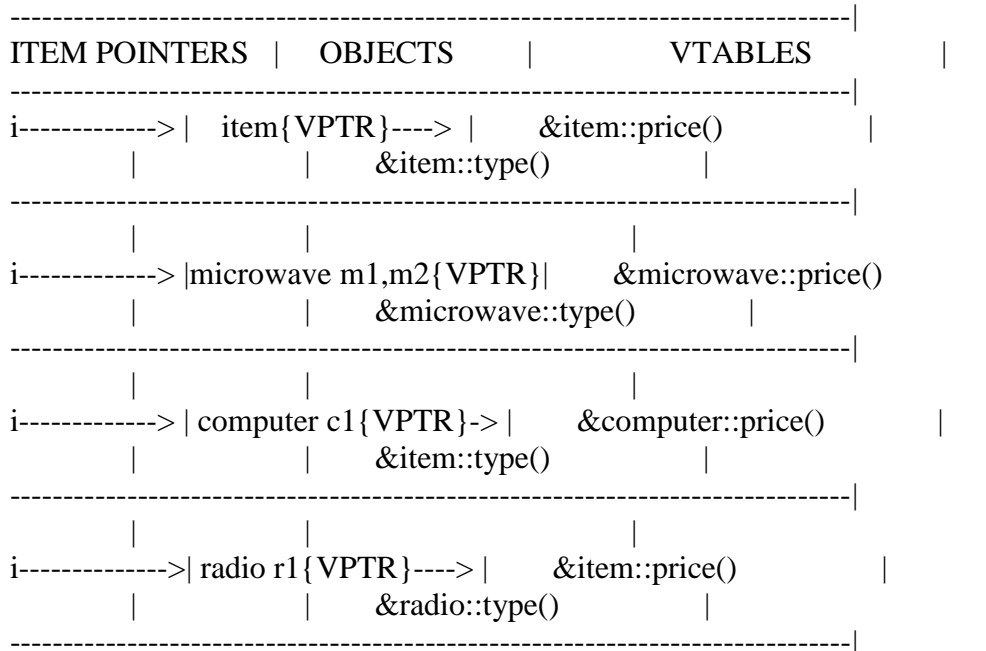 ------------------------------------------------------------------------------|
ITEM POINTERS | OBJECTS | VTABLES |
------------------------------------------------------------------------------|
i-------------> | item{VPTR}----> | &item::price() |
| | &item::type() |
------------------------------------------------------------------------------|
| | |
i-------------> |microwave m1,m2{VPTR}| &microwave::price()
| | &microwave::type() |
------------------------------------------------------------------------------|
| | |
i-------------> | computer c1{VPTR}-> | &computer::price() |
| | &item::type() |
------------------------------------------------------------------------------|
| | |
i-------------->| radio r1{VPTR}----> | &item::price() |
| | &radio::type() |
------------------------------------------------------------------------------|